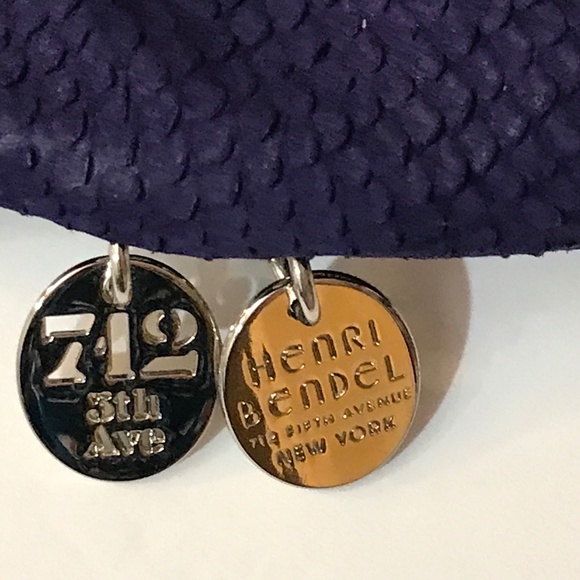 712
5th
Ave
HENRI
BENDEL
712 FIFTH AVENUE
NEW YORK